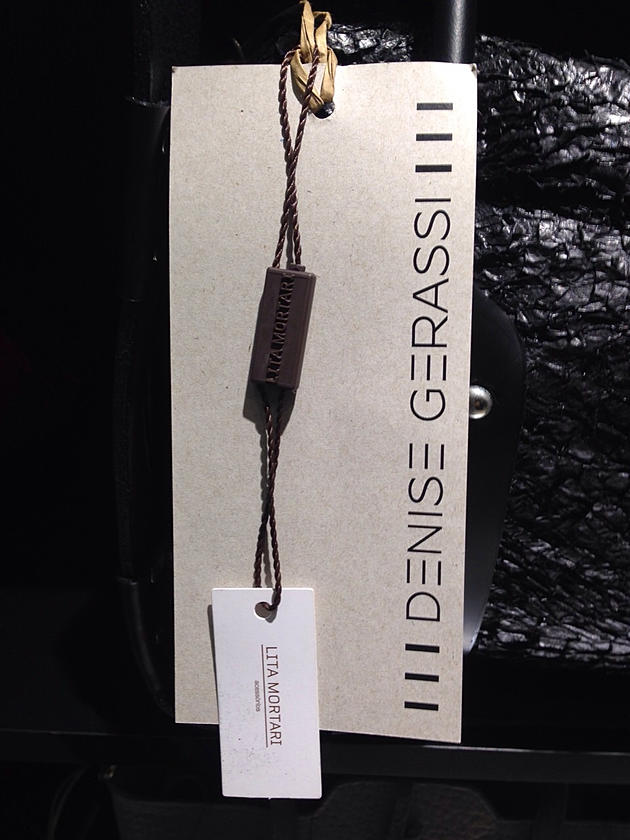 DENISE GERASSI
LITA MORTARI
LITA MORTARI
acessórios